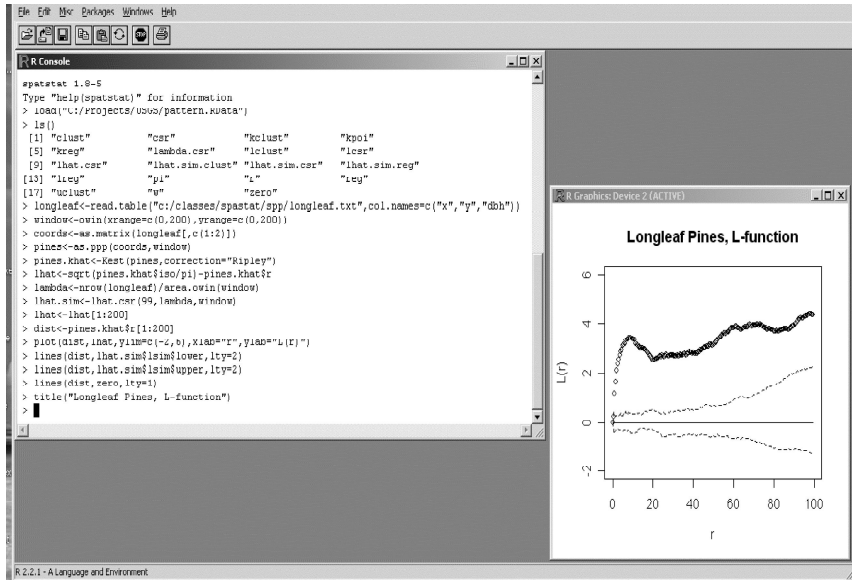 File Edit Misc Packages Windows Help
STOP
R Console
spatstat 1.8-5
Type "help(spatstat)" for information
> load("C:/Projects/USGS/pattern.RData")
> ls()
[1] "clust" "csr" "kclust" "kpoi"
[5] "kreg" "lambda.csr" "lclust" "lcsr"
[9] "lhat.csr" "lhat.sim.clust" "lhat.sim.csr" "lhat.sim.reg"
[13] "lreg" "pi" "r" "reg"
[17] "uclust" "w" "zero"
> longleaf<-read.table("c:/classes/spastat/spp/longleaf.txt",col.names=c("x","y","dbh"))
> window<-owin(xrange=c(0,200),yrange=c(0,200))
> coords<-as.matrix(longleaf[,c(1:2)])
> pines<-as.ppp(coords,window)
> pines.khat<-Kest(pines,correction="Ripley")
> lhat<-sqrt(pines.khat$iso/pi)-pines.khat$r
> lambda<-nrow(longleaf)/area.owin(window)
> lhat.sim<-lhat.csr(99,lambda,window)
> lhat<-lhat[1:200]
> dist<-pines.khat$r[1:200]
> plot(dist,lhat,ylim=c(-2,6),xlab="r",ylab="L(r)")
> lines(dist,lhat.sim$lsim$lower,lty=2)
> lines(dist,lhat.sim$lsim$upper,lty=2)
> lines(dist,zero,lty=1)
> title("Longleaf Pines, L-function")
>
R Graphics: Device 2 (ACTIVE)
Longleaf Pines, L-function
6
4
2
0
-2
L(r)
0 20 40 60 80 100
r
R 2.2.1 - A Language and Environment